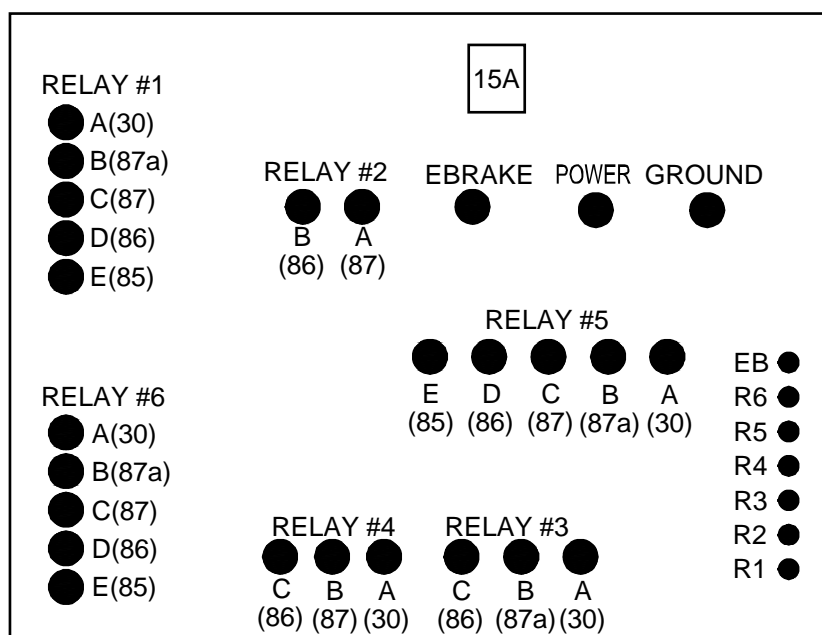 15A
RELAY #1
A(30)
B(87a)
C(87)
D(86)
E(85)
RELAY #2
B A
(86) (87)
EBRAKE POWER GROUND
RELAY #5
E D C B A
(85) (86) (87) (87a) (30)
EB
R6
R5
R4
R3
R2
R1
RELAY #6
A(30)
B(87a)
C(87)
D(86)
E(85)
RELAY #4
C B A
(86) (87) (30)
RELAY #3
C B A
(86) (87a) (30)